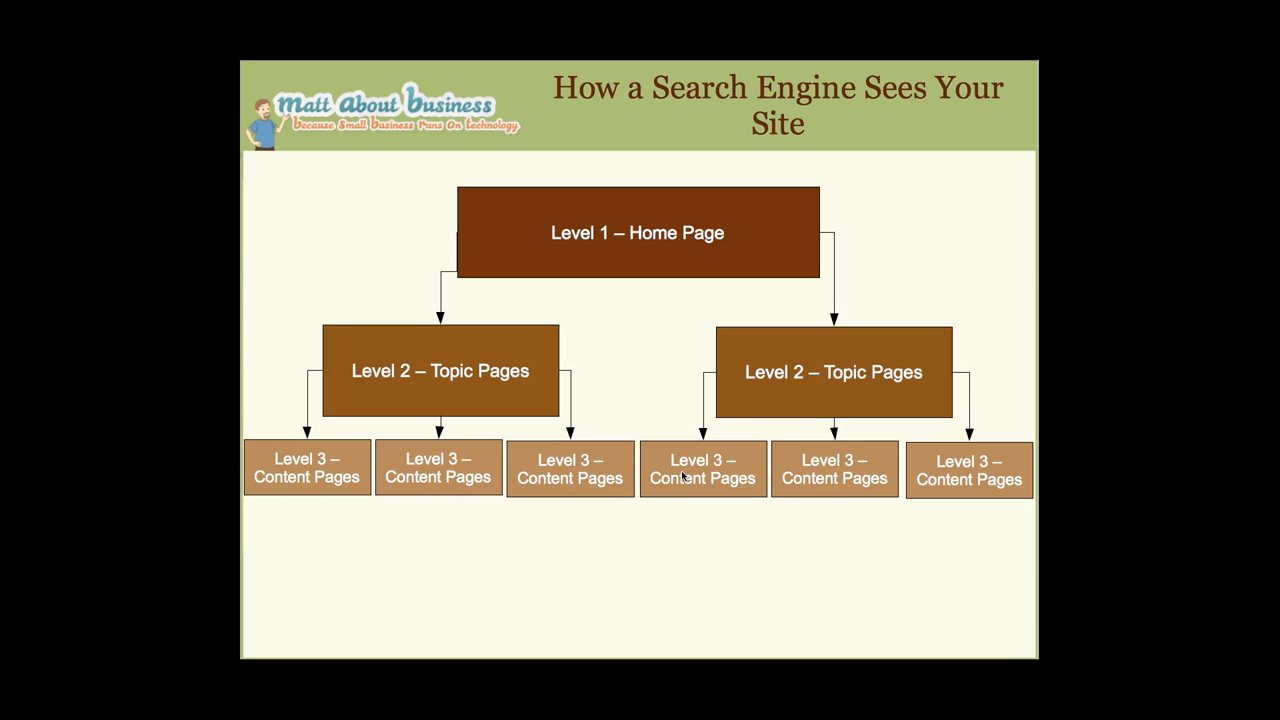 Matt About business
because small business runs on technology
How a Search Engine Sees Your
Site
Level 1 – Home Page
Level 2 – Topic Pages
Level 2 – Topic Pages
Level 3 –
Content Pages
Level 3 –
Content Pages
Level 3 –
Content Pages
Level 3 –
Content Pages
Level 3 –
Content Pages
Level 3 –
Content Pages